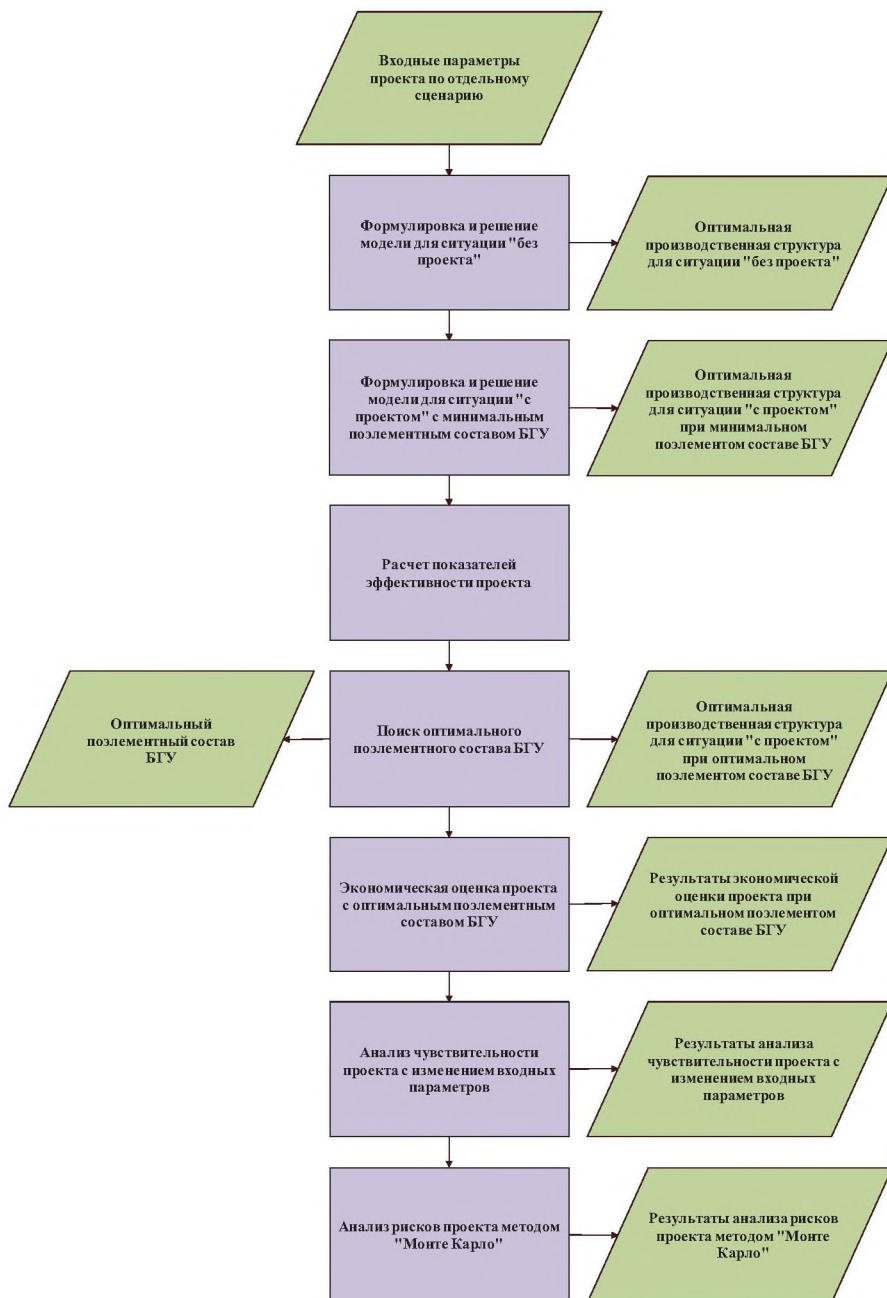 Входные параметры
проекта по отдельному
сценарию
Формулировка и решение
модели для ситуации "без
проекта"
Оптимальная
производственная структура
для ситуации "без проекта"
Формулировка и решение
модели для ситуации "с
проектом" с минимальным
поэлементным составом БГУ
Оптимальная
производственная структура
для ситуации "с проектом"
при минимальном
поэлементом составе БГУ
Расчет показателей
эффективности проекта
Оптимальный
поэлементный состав
БГУ
Поиск оптимального
поэлементного состава БГУ
Оптимальная
производственная структура
для ситуации "с проектом"
при оптимальном
поэлементом составе БГУ
Экономическая оценка проекта
с оптимальным поэлементным
составом БГУ
Результаты экономической
оценки проекта при
оптимальном поэлементом
составе БГУ
Анализ чувствительности
проекта с изменением входных
параметров
Результаты анализа
чувствительности проекта с
изменением входных
параметров
Анализ рисков проекта методом
"Монте Карло"
Результаты анализа рисков
проекта методом "Монте
Карло"